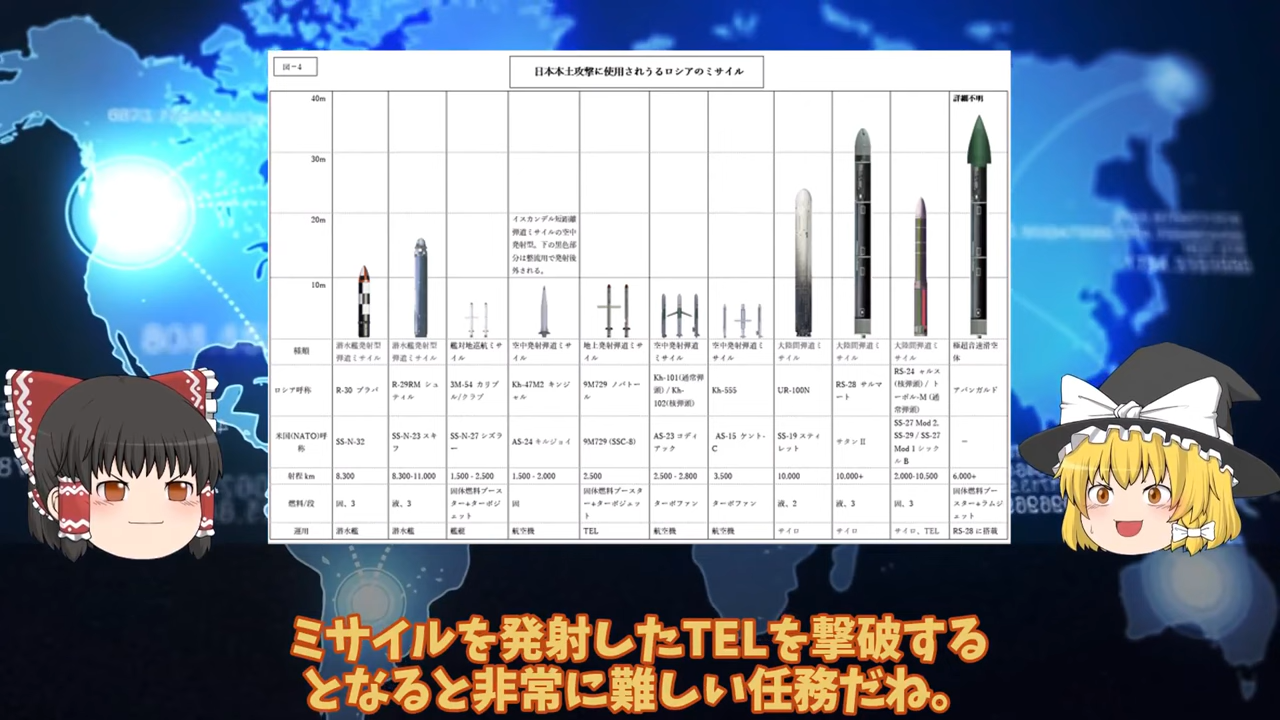 図-4
日本本土攻撃に使用されうるロシアのミサイル
40m
30m
20m
10m
詳細不明
イスカンデル短距離
弾道ミサイルの空中
発射型。下の黒色部
分は整流用で発射後
外される。
種類
潜水艦発射型
弾道ミサイル
潜水艦発射型
弾道ミサイル
艦対地巡航ミサ
イル
空中発射弾道ミサ
イル
地上発射弾道ミサ
イル
空中発射弾道
ミサイル
空中発射弾道ミ
サイル
大陸間弾道ミ
サイル
大陸間弾道ミ
サイル
大陸間弾道ミ
サイル
極超音速滑空
体
ロシア呼称
R-30 ブラバ
R-29RM シュ
ティイル
3M-54 カリブ
ル/クラブ
Kh-47M2 キンジ
ャル
9M729 ノバトー
ル
Kh-101(通常弾
頭) / Kh-
102(核弾頭)
Kh-555
UR-100N
RS-28 サルマ
ート
RS-24 ヤルス
(核弾頭) / ト
ーポル-M (通
常弾頭)
アバンガルド
米国(NATO)呼
称
SS-N-32
SS-N-23 スキ
フ
SS-N-27 シズラ
ー
AS-24 キルジョイ
9M729 (SSC-8)
AS-23 コディ
アック
AS-15 ケント-
C
SS-19 スティ
レット
サタンⅡ
SS-27 Mod 2,
SS-29 / SS-27
Mod 1 シック
ル B
--
射程 km
8.300
8.300-11,000
1.500 - 2.500
1.500 - 2.000
2.500
2.500 - 2.800
3.500
10.000
10.000+
2.000-10.500
6.000+
燃料/段
固、3
液、3
固体燃料ブース
ター+ターボジェ
ット
固
固体燃料ブースタ
ー+ターボジェッ
ト
ターボファン
ターボファン
液、2
液、3
固、3
固体燃料ブー
スター+ラムジ
ェット
運用
潜水艦
潜水艦
艦艇
航空機
TEL
航空機
航空機
サイロ
サイロ
サイロ、TEL
RS-28 に搭載
ミサイルを発射したTELを撃破する
となると非常に難しい任務だね。